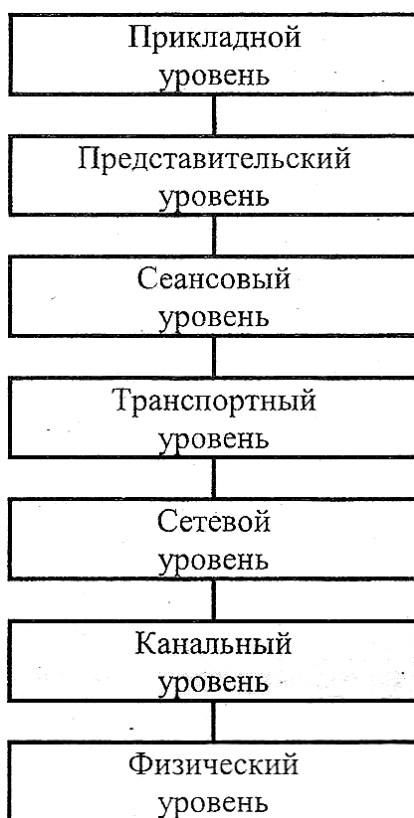 Прикладной
уровень
Представительский
уровень
Сеансовый
уровень
Транспортный
уровень
Сетевой
уровень
Канальный
уровень
Физический
уровень